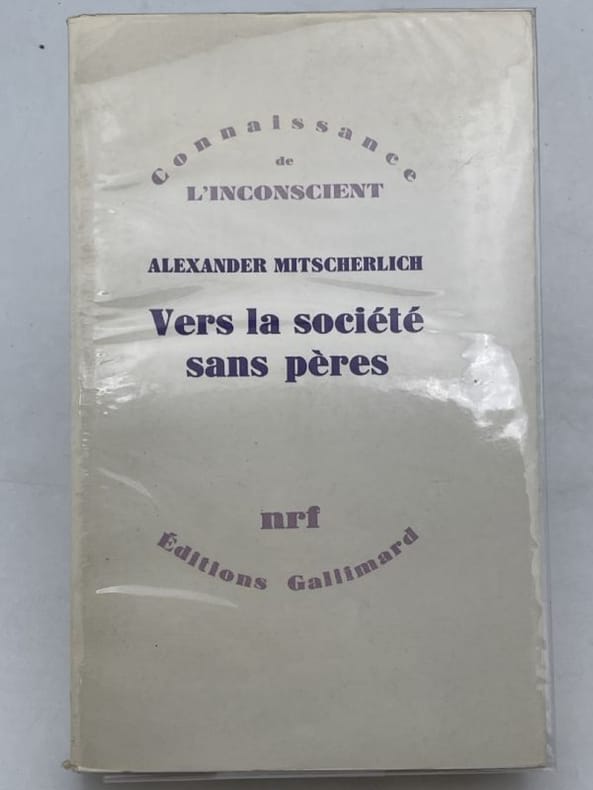 Connaissance
de
L'INCONSCIENT
ALEXANDER MITSCHERLICH
Vers la société
sans pères
nrf
Éditions Gallimard